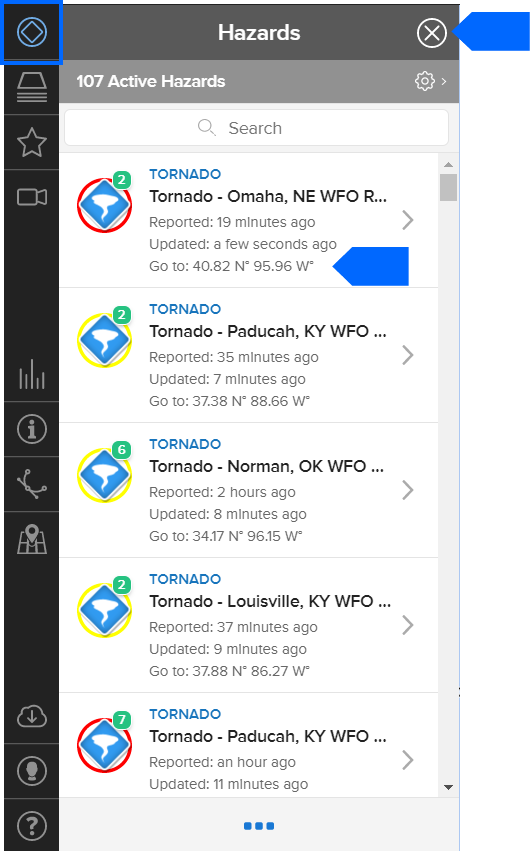 Hazards
107 Active Hazards
Search
2
TORNADO
Tornado - Omaha, NE WFO R...
Reported: 19 minutes ago
Updated: a few seconds ago
Go to: 40.82 N° 95.96 W°
2
TORNADO
Tornado - Paducah, KY WFO ...
Reported: 35 minutes ago
Updated: 7 minutes ago
Go to: 37.38 N° 88.66 W°
6
TORNADO
Tornado - Norman, OK WFO ...
Reported: 2 hours ago
Updated: 8 minutes ago
Go to: 34.17 N° 96.15 W°
2
TORNADO
Tornado - Louisville, KY WFO ...
Reported: 37 minutes ago
Updated: 9 minutes ago
Go to: 37.88 N° 86.27 W°
7
TORNADO
Tornado - Paducah, KY WFO ...
Reported: an hour ago
Updated: 11 minutes ago